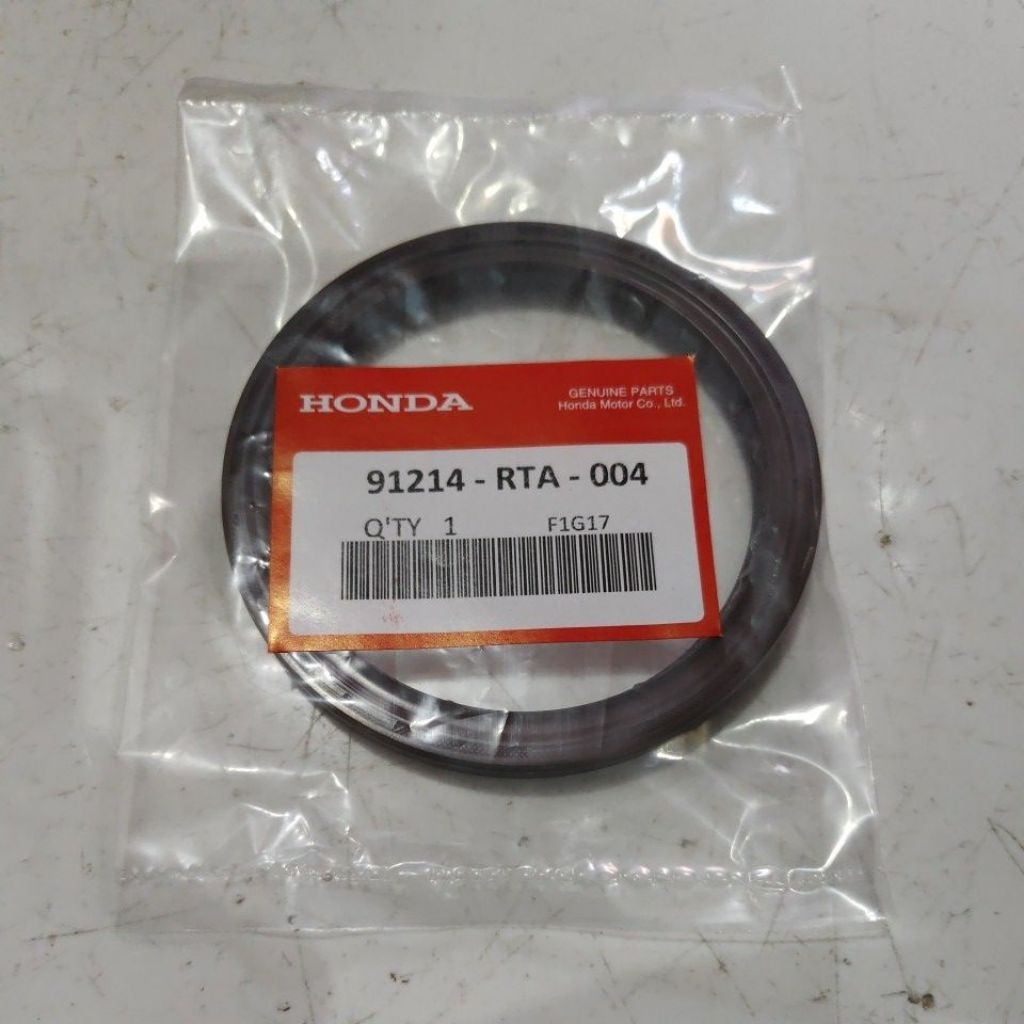 HONDA
GENUINE PARTS
Honda Motor Co., Ltd.
91214 - RTA - 004
Q'TY 1 F1G17